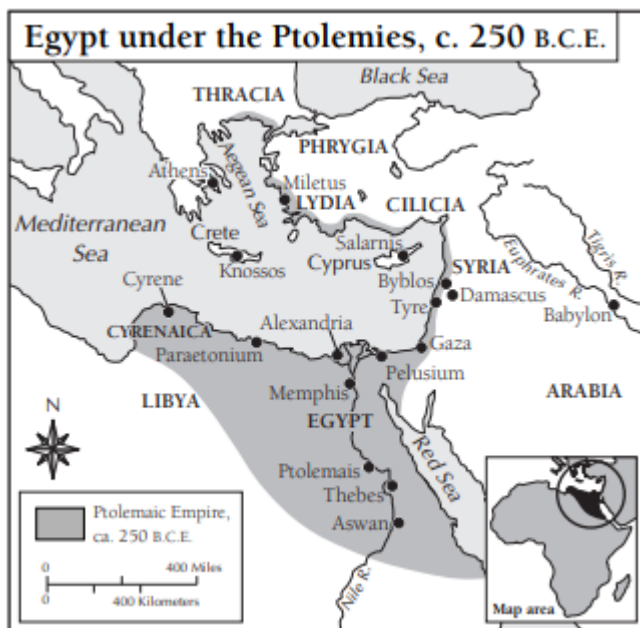 Egypt under the Ptolemies, c. 250 B.C.E.
Black Sea
THRACIA
PHRYGIA
Aegean Sea
Athens
Miletus
LYDIA
CILICIA
Mediterranean
Sea
Crete
Knossos
Salarnis
Cyprus
Byblos
SYRIA
Tyre
Damascus
Euphrates R.
Tigris R.
Babylon
Cyrene
CYRENAICA
Paraetonium
Alexandria
Gaza
Pelusium
Memphis
LIBYA
EGYPT
ARABIA
Red Sea
N
Ptolemais
Thebes
Aswan
Nile R.
Ptolemaic Empire,
ca. 250 B.C.E.
0 400 Miles
0 400 Kilometers
Map area